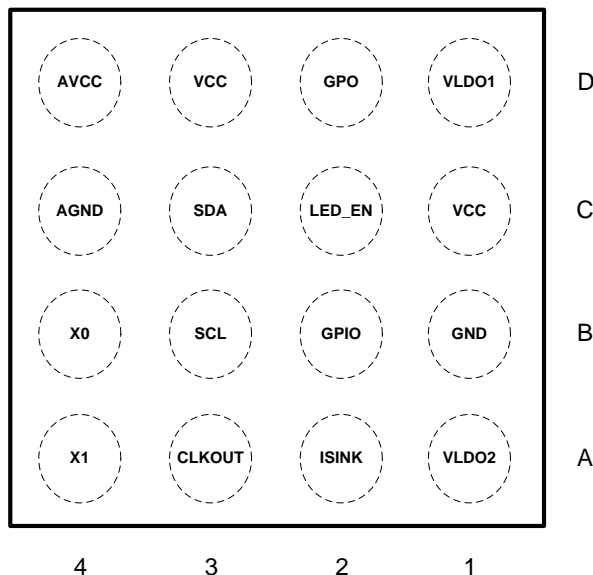 AVCC VCC GPO VLDO1 D
AGND SDA LED_EN VCC C
X0 SCL GPIO GND B
X1 CLKOUT ISINK VLDO2 A
4 3 2 1